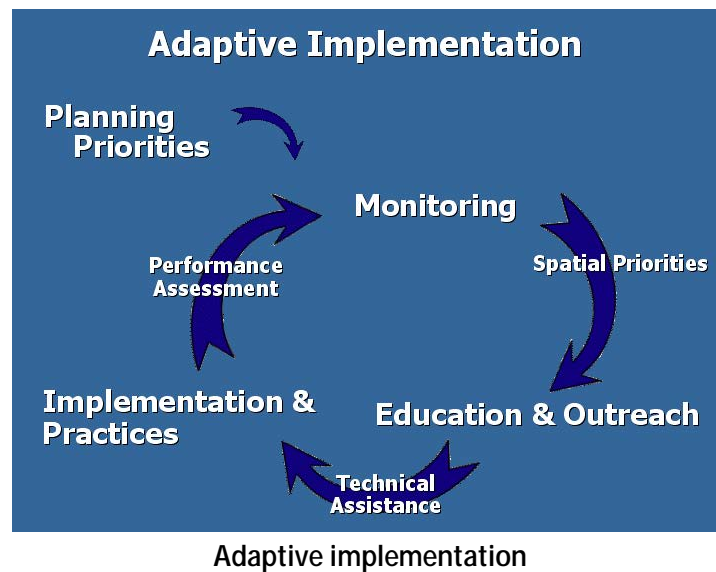 Adaptive Implementation
Planning
Priorities
Monitoring
Performance
Assessment
Spatial Priorities
Implementation &
Practices
Education & Outreach
Technical
Assistance
Adaptive implementation